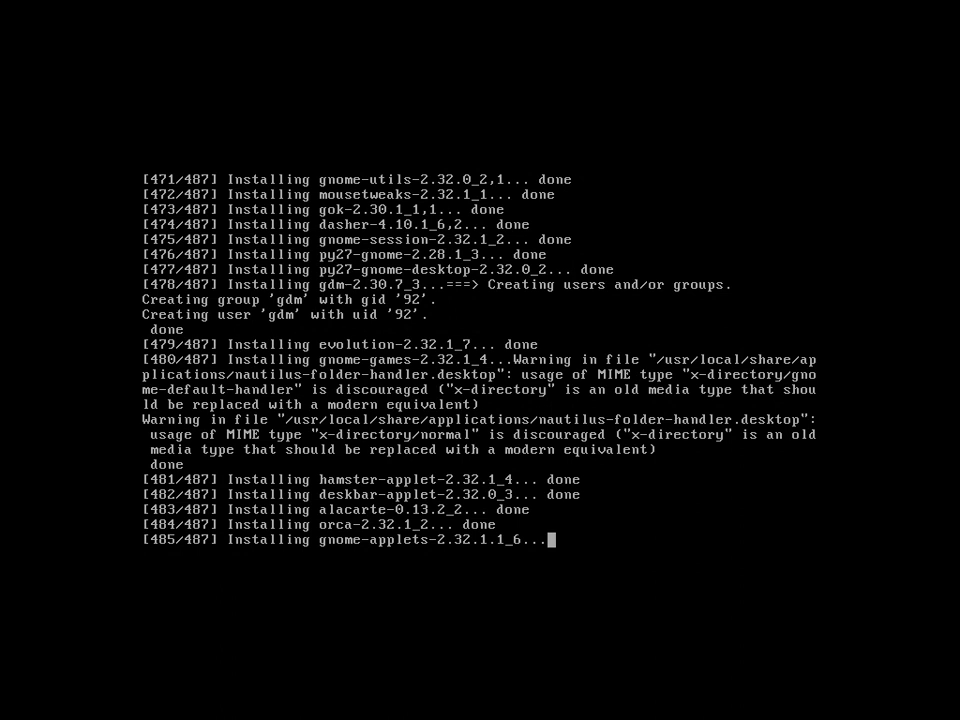 [471/487] Installing gnome-utils-2.32.0_2,1... done
[472/487] Installing mousetweaks-2.32.1_1... done
[473/487] Installing gok-2.30.1_1,1... done
[474/487] Installing dasher-4.10.1_6,2... done
[475/487] Installing gnome-session-2.32.1_2... done
[476/487] Installing py27-gnome-2.28.1_3... done
[477/487] Installing py27-gnome-desktop-2.32.0_2... done
[478/487] Installing gdm-2.30.7_3...===> Creating users and/or groups.
Creating group 'gdm' with gid '92'.
Creating user 'gdm' with uid '92'.
 done
[479/487] Installing evolution-2.32.1_7... done
[480/487] Installing gnome-games-2.32.1_4...Warning in file "/usr/local/share/ap
plications/nautilus-folder-handler.desktop": usage of MIME type "x-directory/gno
me-default-handler" is discouraged ("x-directory" is an old media type that shou
ld be replaced with a modern equivalent)
Warning in file "/usr/local/share/applications/nautilus-folder-handler.desktop":
 usage of MIME type "x-directory/normal" is discouraged ("x-directory" is an old
 media type that should be replaced with a modern equivalent)
 done
[481/487] Installing hamster-applet-2.32.1_4... done
[482/487] Installing deskbar-applet-2.32.0_3... done
[483/487] Installing alacarte-0.13.2_2... done
[484/487] Installing orca-2.32.1_2... done
[485/487] Installing gnome-applets-2.32.1.1_6...